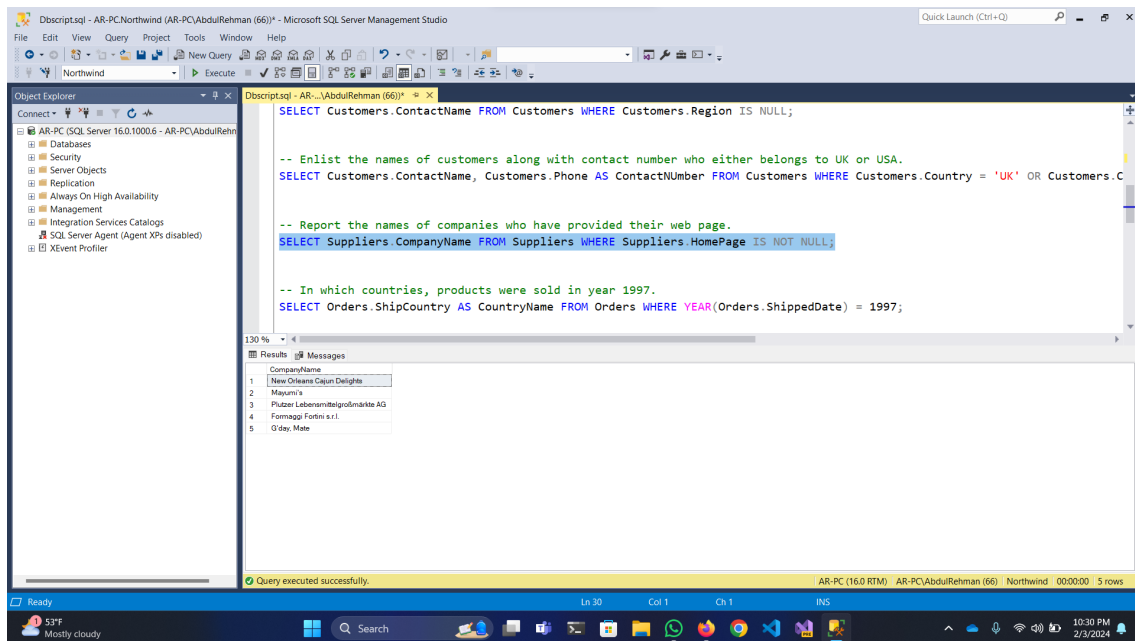 Dbscript.sql - AR-PC.Northwind (AR-PC\AbdulRehman (66))* - Microsoft SQL Server Management Studio
Quick Launch (Ctrl+Q)
File Edit View Query Project Tools Window Help
New Query
Northwind
Execute
Object Explorer
Dbscript.sql - AR-...\AbdulRehman (66))*
Connect
AR-PC (SQL Server 16.0.1000.6 - AR-PC\AbdulRehn
Databases
Security
Server Objects
Replication
Always On High Availability
Management
Integration Services Catalogs
SQL Server Agent (Agent XPs disabled)
XEvent Profiler
SELECT Customers.ContactName FROM Customers WHERE Customers.Region IS NULL;
-- Enlist the names of customers along with contact number who either belongs to UK or USA.
SELECT Customers.ContactName, Customers.Phone AS ContactNUmber FROM Customers WHERE Customers.Country = 'UK' OR Customers.C
-- Report the names of companies who have provided their web page.
SELECT Suppliers.CompanyName FROM Suppliers WHERE Suppliers.HomePage IS NOT NULL;
-- In which countries, products were sold in year 1997.
SELECT Orders.ShipCountry AS CountryName FROM Orders WHERE YEAR(Orders.ShippedDate) = 1997;
130 %
Results Messages
CompanyName
1 New Orleans Cajun Delights
2 Mayumi's
3 Plutzer Lebensmittelgroßmärkte AG
4 Formaggi Fortini s.r.l.
5 G'day, Mate
Query executed successfully.
AR-PC (16.0 RTM) AR-PC\AbdulRehman (66) Northwind 00:00:00 5 rows
Ready
Ln 30 Col 1 Ch 1 INS
1
53°F
Mostly cloudy
Search
10:30 PM
2/3/2024